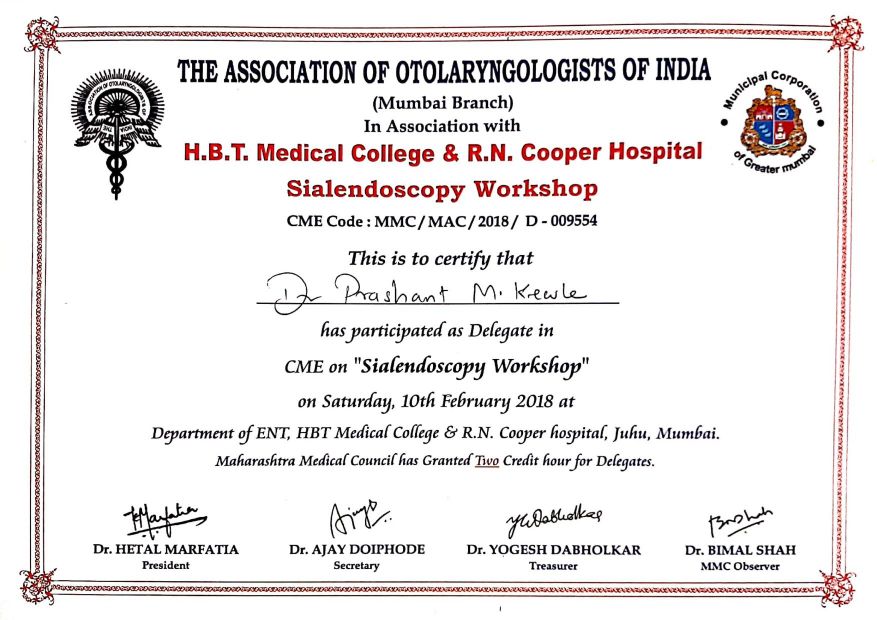 THE ASSOCIATION OF OTOLARYNGOLOGISTS OF INDIA
(Mumbai Branch)
In Association with
H.B.T. Medical College & R.N. Cooper Hospital
Sialendoscopy Workshop
CME Code : MMC / MAC / 2018 / D - 009554
Municipal Corporation
of Greater mumbai
This is to certify that
Dr Prashant M. Kewle
has participated as Delegate in
CME on "Sialendoscopy Workshop"
on Saturday, 10th February 2018 at
Department of ENT, HBT Medical College & R.N. Cooper hospital, Juhu, Mumbai.
Maharashtra Medical Council has Granted Two Credit hour for Delegates.
Dr. HETAL MARFATIA
President
Dr. AJAY DOIPHODE
Secretary
Dr. YOGESH DABHOLKAR
Treasurer
Dr. BIMAL SHAH
MMC Observer